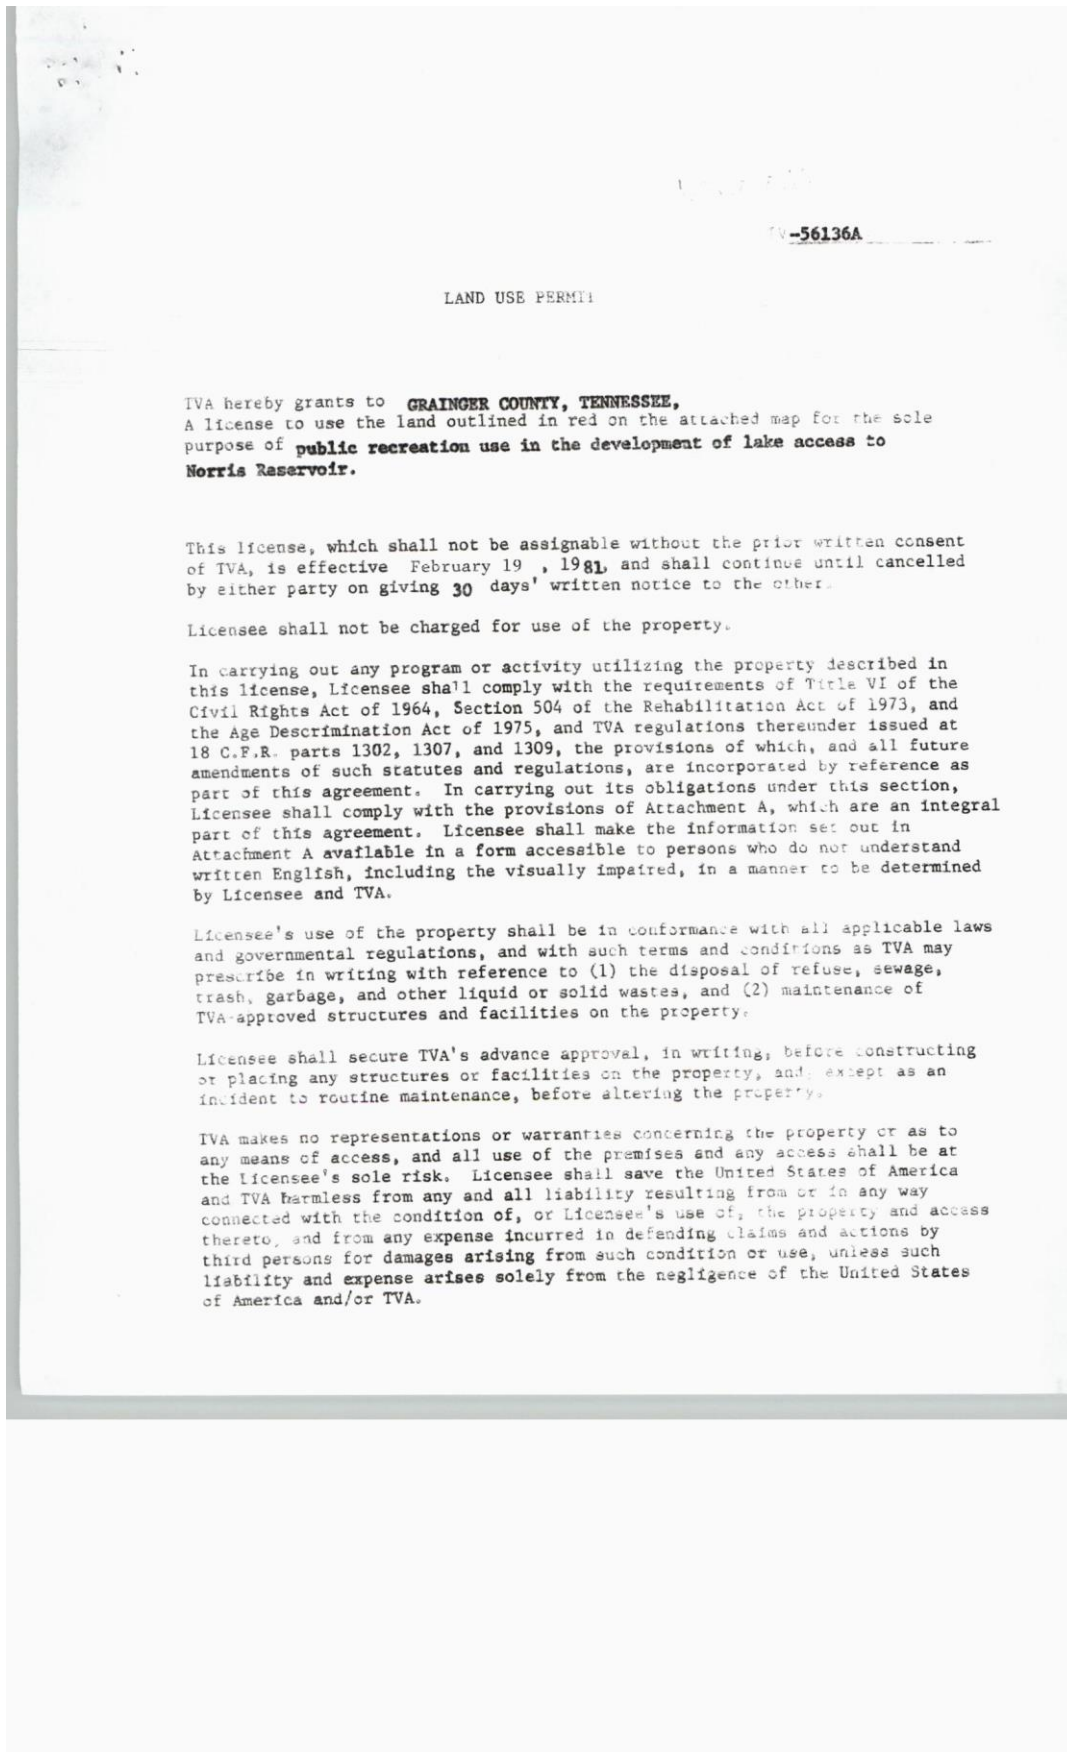 TV-56136A
LAND USE PERMIT
TVA hereby grants to GRAINGER COUNTY, TENNESSEE,
A license to use the land outlined in red on the attached map for the sole
purpose of public recreation use in the development of lake access to
Norris Reservoir.
This license, which shall not be assignable without the prior written consent
of TVA, is effective February 19 , 1981, and shall continue until cancelled
by either party on giving 30 days' written notice to the other.
Licensee shall not be charged for use of the property.
In carrying out any program or activity utilizing the property described in
this license, Licensee shall comply with the requirements of Title VI of the
Civil Rights Act of 1964, Section 504 of the Rehabilitation Act of 1973, and
the Age Descrimination Act of 1975, and TVA regulations thereunder issued at
18 C.F.R. parts 1302, 1307, and 1309, the provisions of which, and all future
amendments of such statutes and regulations, are incorporated by reference as
part of this agreement. In carrying out its obligations under this section,
Licensee shall comply with the provisions of Attachment A, which are an integral
part of this agreement. Licensee shall make the information set out in
Attachment A available in a form accessible to persons who do not understand
written English, including the visually impaired, in a manner to be determined
by Licensee and TVA.
Licensee's use of the property shall be in conformance with all applicable laws
and governmental regulations, and with such terms and conditions as TVA may
prescribe in writing with reference to (1) the disposal of refuse, sewage,
trash, garbage, and other liquid or solid wastes, and (2) maintenance of
TVA-approved structures and facilities on the property.
Licensee shall secure TVA's advance approval, in writing, before constructing
or placing any structures or facilities on the property, and, except as an
incident to routine maintenance, before altering the property.
TVA makes no representations or warranties concerning the property or as to
any means of access, and all use of the premises and any access shall be at
the Licensee's sole risk. Licensee shall save the United States of America
and TVA harmless from any and all liability resulting from or in any way
connected with the condition of, or Licensee's use of, the property and access
thereto, and from any expense incurred in defending claims and actions by
third persons for damages arising from such condition or use, unless such
liability and expense arises solely from the negligence of the United States
of America and/or TVA.